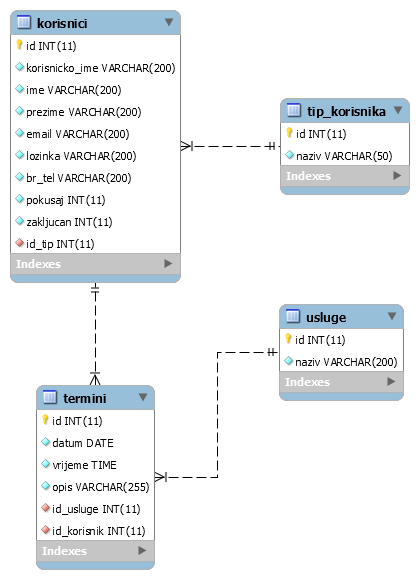 korisnici
id INT(11)
korisnicko_ime VARCHAR(200)
ime VARCHAR(200)
prezime VARCHAR(200)
email VARCHAR(200)
lozinka VARCHAR(200)
br_tel VARCHAR(200)
pokusaj INT(11)
zakljucan INT(11)
id_tip INT(11)
Indexes
tip_korisnika
id INT(11)
naziv VARCHAR(50)
Indexes
usluge
id INT(11)
naziv VARCHAR(200)
Indexes
termini
id INT(11)
datum DATE
vrijeme TIME
opis VARCHAR(255)
id_usluge INT(11)
id_korisnik INT(11)
Indexes